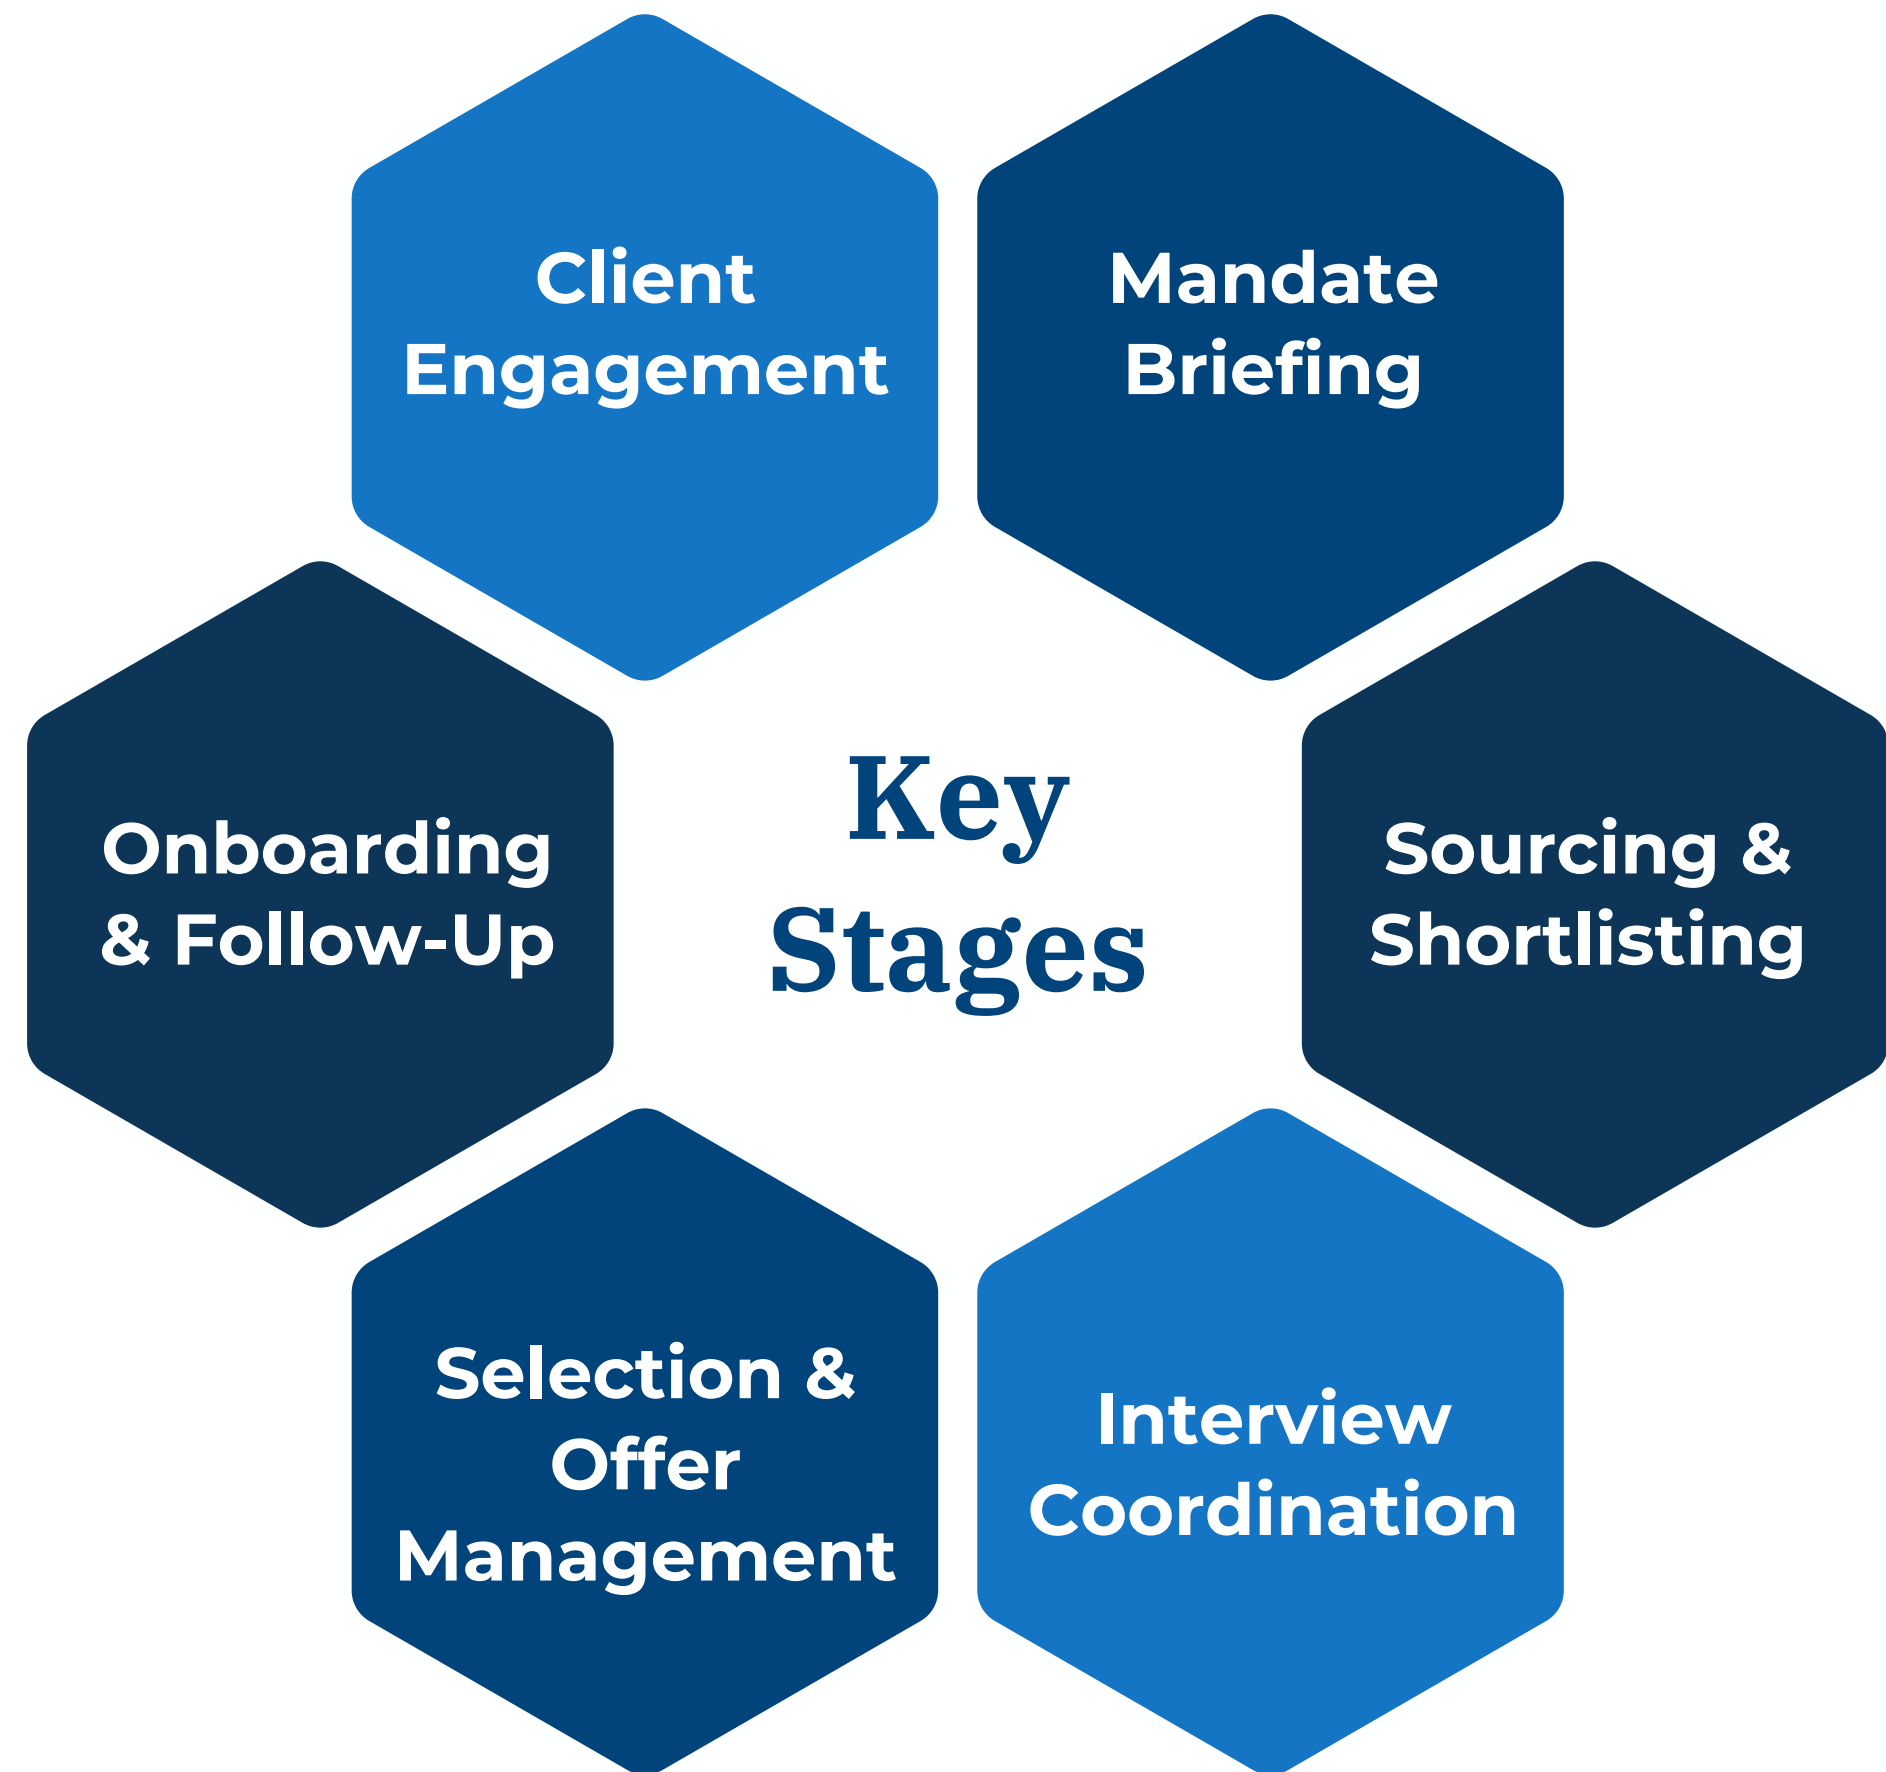 Client
Engagement
Mandate
Briefing
Onboarding
& Follow-Up
Key
Stages
Sourcing &
Shortlisting
Selection &
Offer
Management
Interview
Coordination